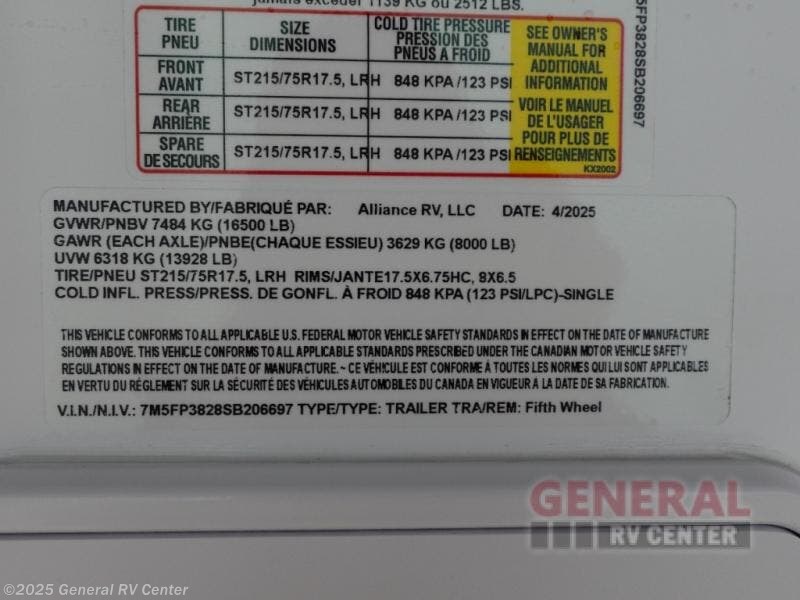 jamais excéder 1139 KG ou 2512 LBS.
TIRE
PNEU
SIZE
DIMENSIONS
COLD TIRE PRESSURE
PRESSION DES
PNEUS A FROID
SEE OWNER'S
MANUAL FOR
ADDITIONAL
INFORMATION
VOIR LE MANUEL
DE L'USAGER
POUR PLUS DE
RENSEIGNEMENTS
KX2002
FRONT
AVANT
ST215/75R17.5, LRH
848 KPA /123 PSI
REAR
ARRIÈRE
ST215/75R17.5, LRH
848 KPA /123 PSI
SPARE
DE SECOURS
ST215/75R17.5, LRH
848 KPA /123 PSI
5FP3828SB206697
MANUFACTURED BY/FABRIQUÉ PAR: Alliance RV, LLC DATE: 4/2025
GVWR/PNBV 7484 KG (16500 LB)
GAWR (EACH AXLE)/PNBE(CHAQUE ESSIEU) 3629 KG (8000 LB)
UVW 6318 KG (13928 LB)
TIRE/PNEU ST215/75R17.5, LRH RIMS/JANTE17.5X6.75HC, 8X6.5
COLD INFL. PRESS/PRESS. DE GONFL. À FROID 848 KPA (123 PSI/LPC)-SINGLE
THIS VEHICLE CONFORMS TO ALL APPLICABLE U.S. FEDERAL MOTOR VEHICLE SAFETY STANDARDS IN EFFECT ON THE DATE OF MANUFACTURE
SHOWN ABOVE. THIS VEHICLE CONFORMS TO ALL APPLICABLE STANDARDS PRESCRIBED UNDER THE CANADIAN MOTOR VEHICLE SAFETY
REGULATIONS IN EFFECT ON THE DATE OF MANUFACTURE. ~ CE VÉHICULE EST CONFORME À TOUTES LES NORMES QUI LUI SONT APPLICABLES
EN VERTU DU RÉGLEMENT SUR LA SÉCURITÉ DES VÉHICULES AUTOMOBILES DU CANADA EN VIGUEUR A LA DATE DE SA FABRICATION.
V.I.N./N.I.V.: 7M5FP3828SB206697 TYPE/TYPE: TRAILER TRA/REM: Fifth Wheel
GENERAL
RV CENTER
©2025 General RV Center